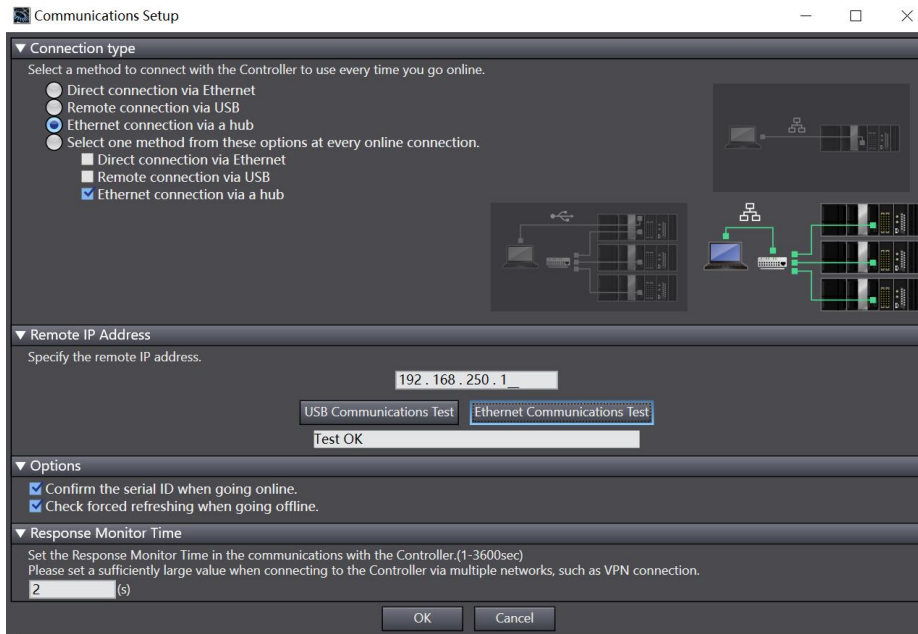 Communications Setup
▼ Connection type
Select a method to connect with the Controller to use every time you go online.
Direct connection via Ethernet
Remote connection via USB
Ethernet connection via a hub
Select one method from these options at every online connection.
Direct connection via Ethernet
Remote connection via USB
Ethernet connection via a hub
▼ Remote IP Address
Specify the remote IP address.
192 . 168 . 250 . 1__
USB Communications Test Ethernet Communications Test
Test OK
▼ Options
Confirm the serial ID when going online.
Check forced refreshing when going offline.
▼ Response Monitor Time
Set the Response Monitor Time in the communications with the Controller.(1-3600sec)
Please set a sufficiently large value when connecting to the Controller via multiple networks, such as VPN connection.
2 (s)
OK Cancel